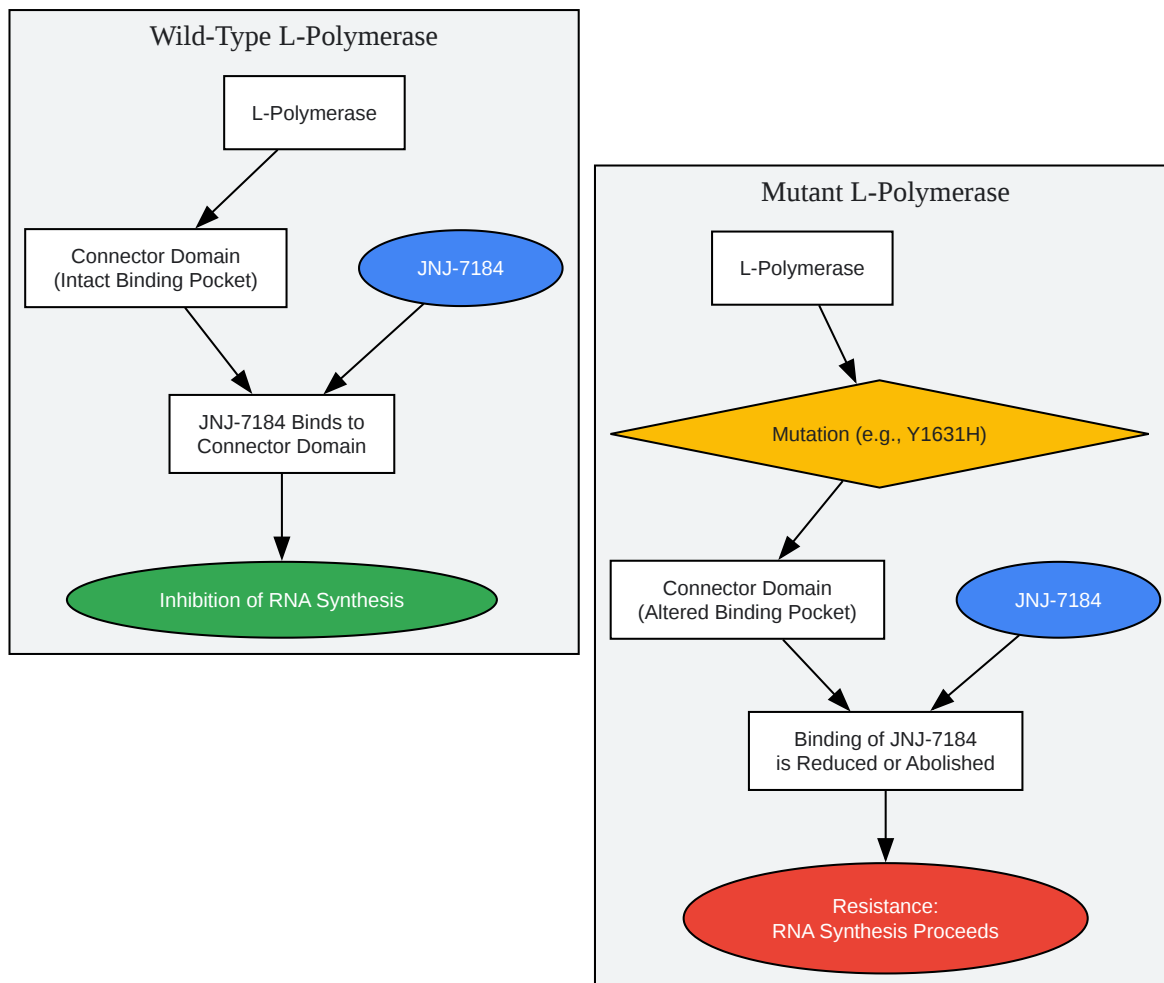 Wild-Type L-Polymerase
L-Polymerase
Connector Domain
(Intact Binding Pocket)
JNJ-7184
JNJ-7184 Binds to
Connector Domain
Inhibition of RNA Synthesis
Mutant L-Polymerase
L-Polymerase
Mutation (e.g., Y1631H)
Connector Domain
(Altered Binding Pocket)
JNJ-7184
Binding of JNJ-7184
is Reduced or Abolished
Resistance:
RNA Synthesis Proceeds